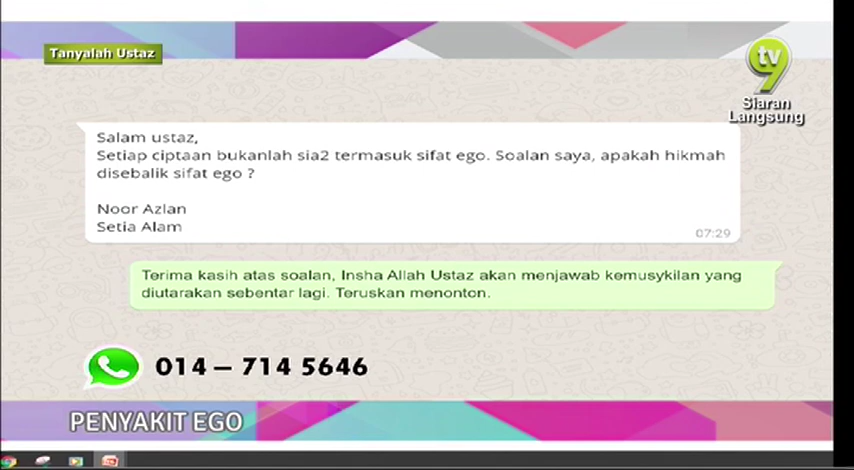 Tanyalah Ustaz
tv
9
Siaran
Langsung
Salam ustaz,
Setiap ciptaan bukanlah sia2 termasuk sifat ego. Soalan saya, apakah hikmah
disebalik sifat ego ?
Noor Azlan
Setia Alam
07:29
Terima kasih atas soalan, Insha Allah Ustaz akan menjawab kemusykilan yang
diutarakan sebentar lagi. Teruskan menonton.
014 – 714 5646
PENYAKIT EGO